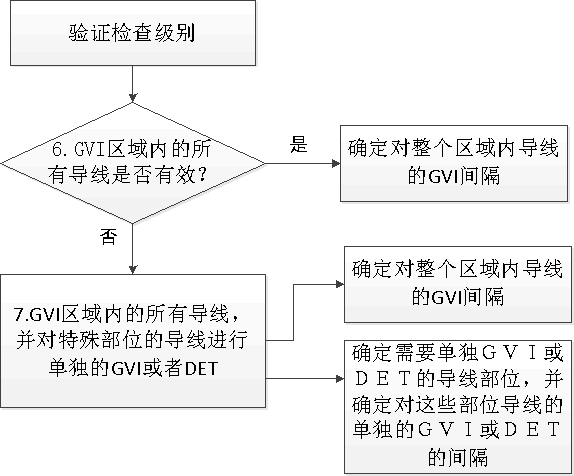 验证检查级别
6.GVI区域内的所
有导线是否有效？
是
确定对整个区域内导线
的GVI间隔
否
7.GVI区域内的所有导线，
并对特殊部位的导线进行
单独的GVI或者DET
确定对整个区域内导线
的GVI间隔
确定需要单独ＧＶＩ或
ＤＥＴ的导线部位，并
确定对这些部位导线的
单独的ＧＶＩ或ＤＥＴ
的间隔